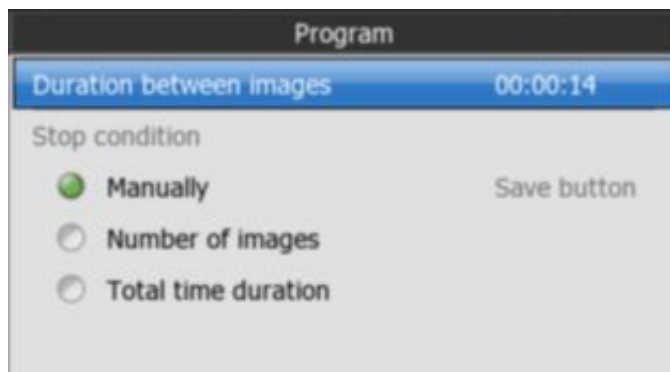 Program
Duration between images 00:00:14
Stop condition
Manually Save button
Number of images
Total time duration